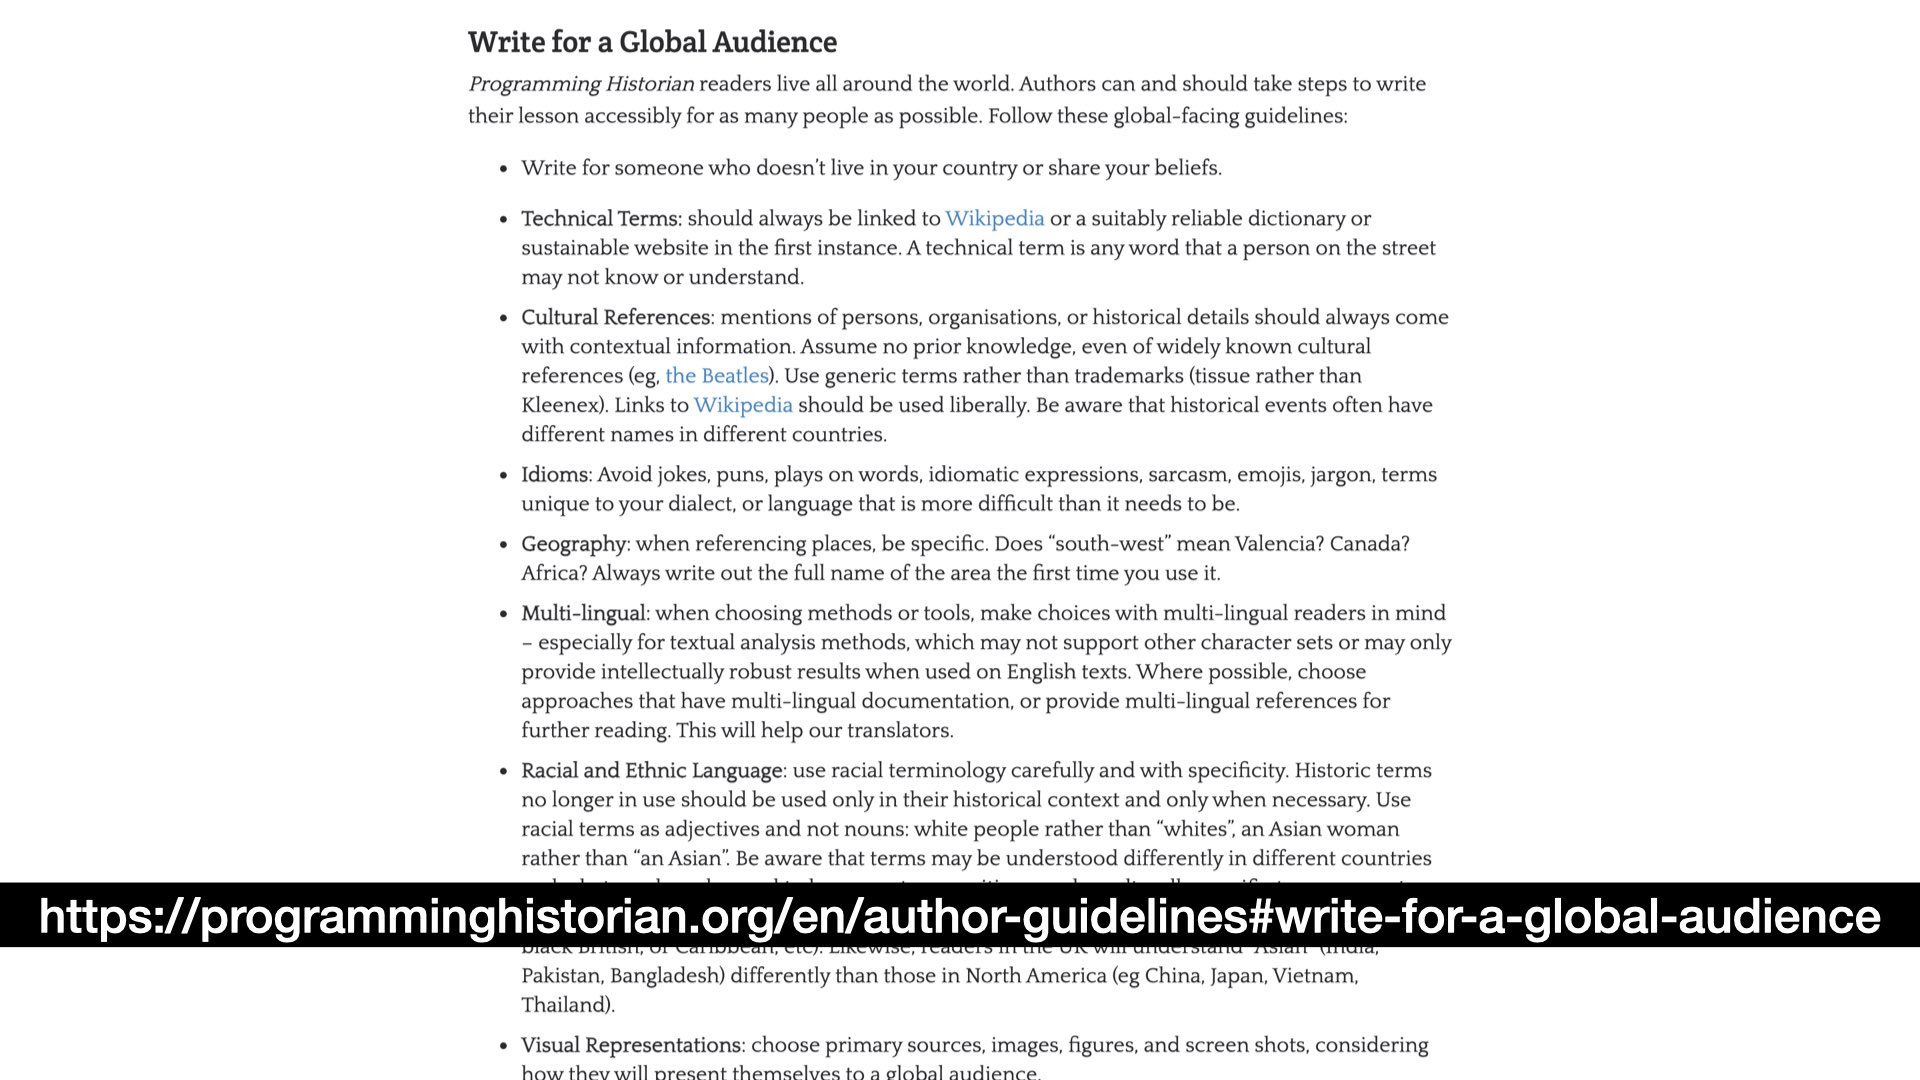 Write for a Global Audience
Programming Historian readers live all around the world. Authors can and should take steps to write
their lesson accessibly for as many people as possible. Follow these global-facing guidelines:
• Write for someone who doesn’t live in your country or share your beliefs.
• Technical Terms: should always be linked to Wikipedia or a suitably reliable dictionary or
sustainable website in the first instance. A technical term is any word that a person on the street
may not know or understand.
• Cultural References: mentions of persons, organisations, or historical details should always come
with contextual information. Assume no prior knowledge, even of widely known cultural
references (eg, the Beatles). Use generic terms rather than trademarks (tissue rather than
Kleenex). Links to Wikipedia should be used liberally. Be aware that historical events often have
different names in different countries.
• Idioms: Avoid jokes, puns, plays on words, idiomatic expressions, sarcasm, emojis, jargon, terms
unique to your dialect, or language that is more difficult than it needs to be.
• Geography: when referencing places, be specific. Does “south-west” mean Valencia? Canada?
Africa? Always write out the full name of the area the first time you use it.
• Multi-lingual: when choosing methods or tools, make choices with multi-lingual readers in mind
– especially for textual analysis methods, which may not support other character sets or may only
provide intellectually robust results when used on English texts. Where possible, choose
approaches that have multi-lingual documentation, or provide multi-lingual references for
further reading. This will help our translators.
• Racial and Ethnic Language: use racial terminology carefully and with specificity. Historic terms
no longer in use should be used only in their historical context and only when necessary. Use
racial terms as adjectives and not nouns: white people rather than “whites”, an Asian woman
rather than “an Asian”. Be aware that terms may be understood differently in different countries
https://programminghistorian.org/en/author-guidelines#write-for-a-global-audience
black British, or Caribbean, etc). Likewise, readers in the UK will understand “Asian” (India,
Pakistan, Bangladesh) differently than those in North America (eg China, Japan, Vietnam,
Thailand).
• Visual Representations: choose primary sources, images, figures, and screen shots, considering
how they will present themselves to a global audience.